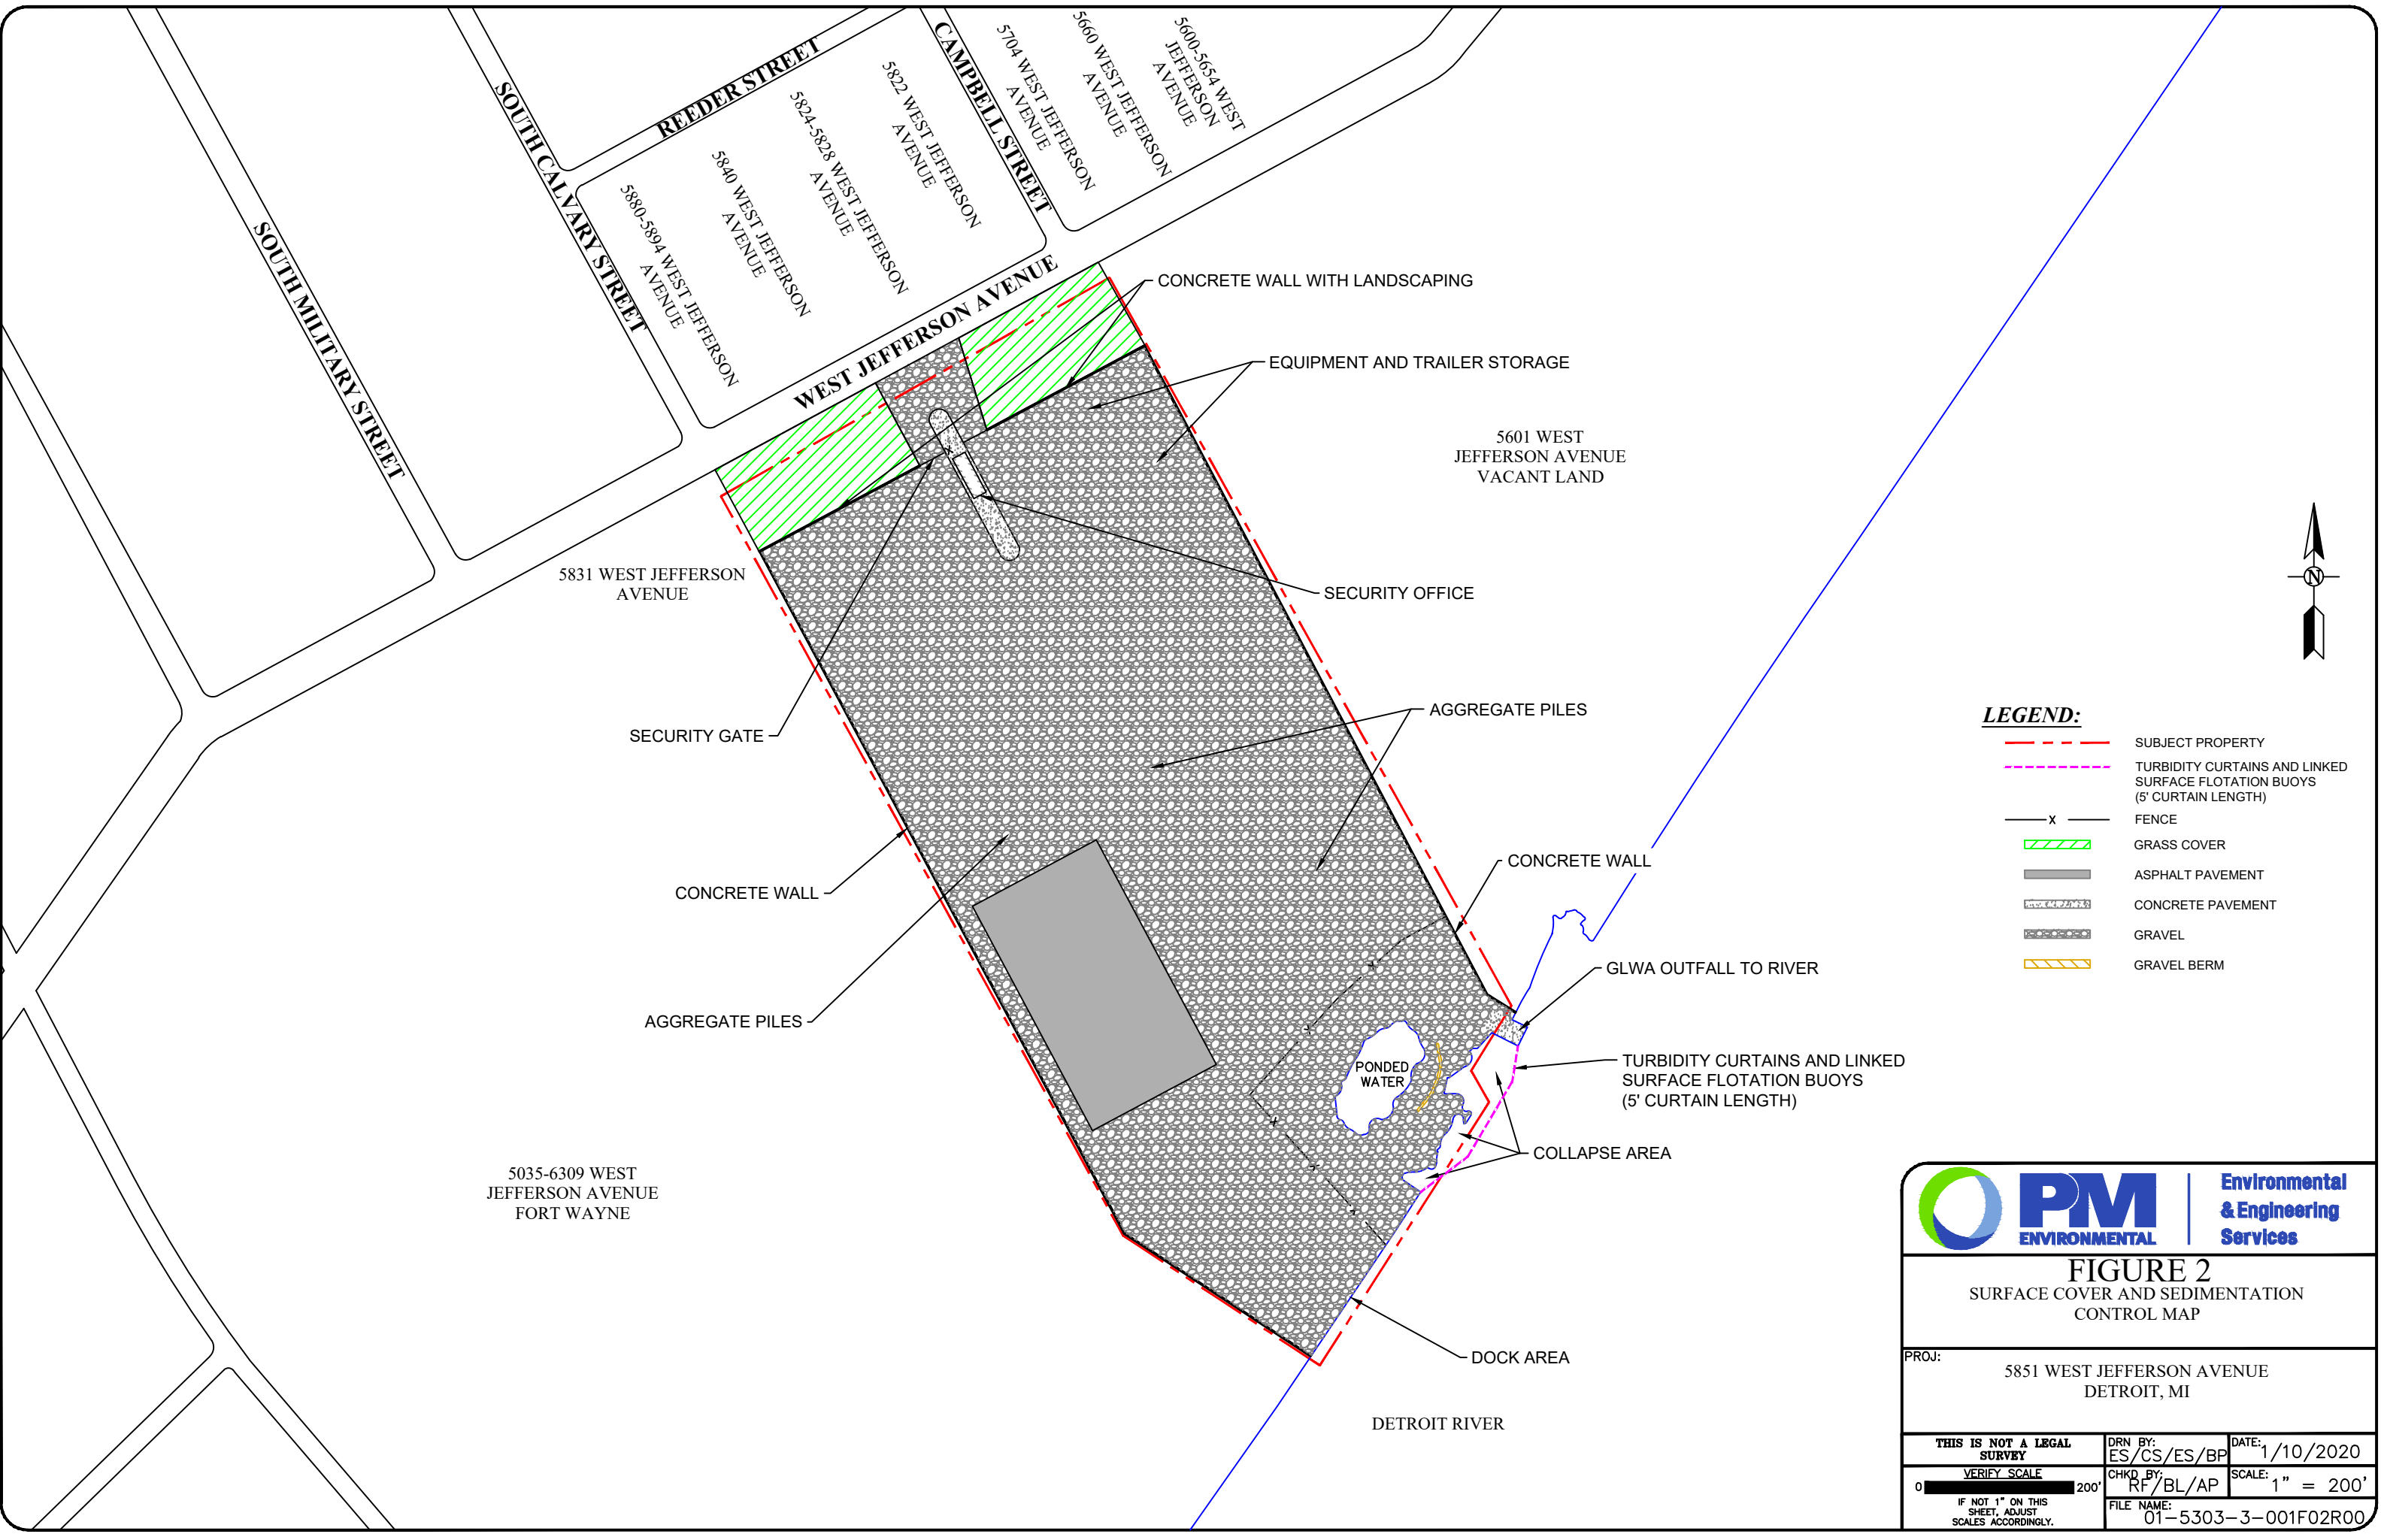 REEDER STREET
CAMPBELL STREET
SOUTH CALVARY STREET
SOUTH MILITARY STREET
WEST JEFFERSON AVENUE
5600-5654 WEST
JEFFERSON
AVENUE
5660 WEST JEFFERSON
AVENUE
5704 WEST JEFFERSON
AVENUE
5822 WEST JEFFERSON
AVENUE
5824-5828 WEST JEFFERSON
AVENUE
5840 WEST JEFFERSON
AVENUE
5880-5894 WEST JEFFERSON
AVENUE
CONCRETE WALL WITH LANDSCAPING
EQUIPMENT AND TRAILER STORAGE
5601 WEST
JEFFERSON AVENUE
VACANT LAND
5831 WEST JEFFERSON
AVENUE
SECURITY OFFICE
SECURITY GATE
AGGREGATE PILES
CONCRETE WALL
CONCRETE WALL
AGGREGATE PILES
GLWA OUTFALL TO RIVER
PONDED
WATER
TURBIDITY CURTAINS AND LINKED
SURFACE FLOTATION BUOYS
(5' CURTAIN LENGTH)
COLLAPSE AREA
5035-6309 WEST
JEFFERSON AVENUE
FORT WAYNE
DOCK AREA
DETROIT RIVER
N
LEGEND:
SUBJECT PROPERTY
TURBIDITY CURTAINS AND LINKED
SURFACE FLOTATION BUOYS
(5' CURTAIN LENGTH)
x FENCE
GRASS COVER
ASPHALT PAVEMENT
CONCRETE PAVEMENT
GRAVEL
GRAVEL BERM
PM
ENVIRONMENTAL
Environmental
& Engineering
Services
FIGURE 2
SURFACE COVER AND SEDIMENTATION
CONTROL MAP
PROJ:
5851 WEST JEFFERSON AVENUE
DETROIT, MI
THIS IS NOT A LEGAL
SURVEY
DRN BY:
ES/CS/ES/BP
DATE:
1/10/2020
VERIFY SCALE
0 200'
IF NOT 1" ON THIS
SHEET, ADJUST
SCALES ACCORDINGLY.
CHKD BY:
RF/BL/AP
SCALE:
1" = 200'
FILE NAME:
01-5303-3-001F02R00